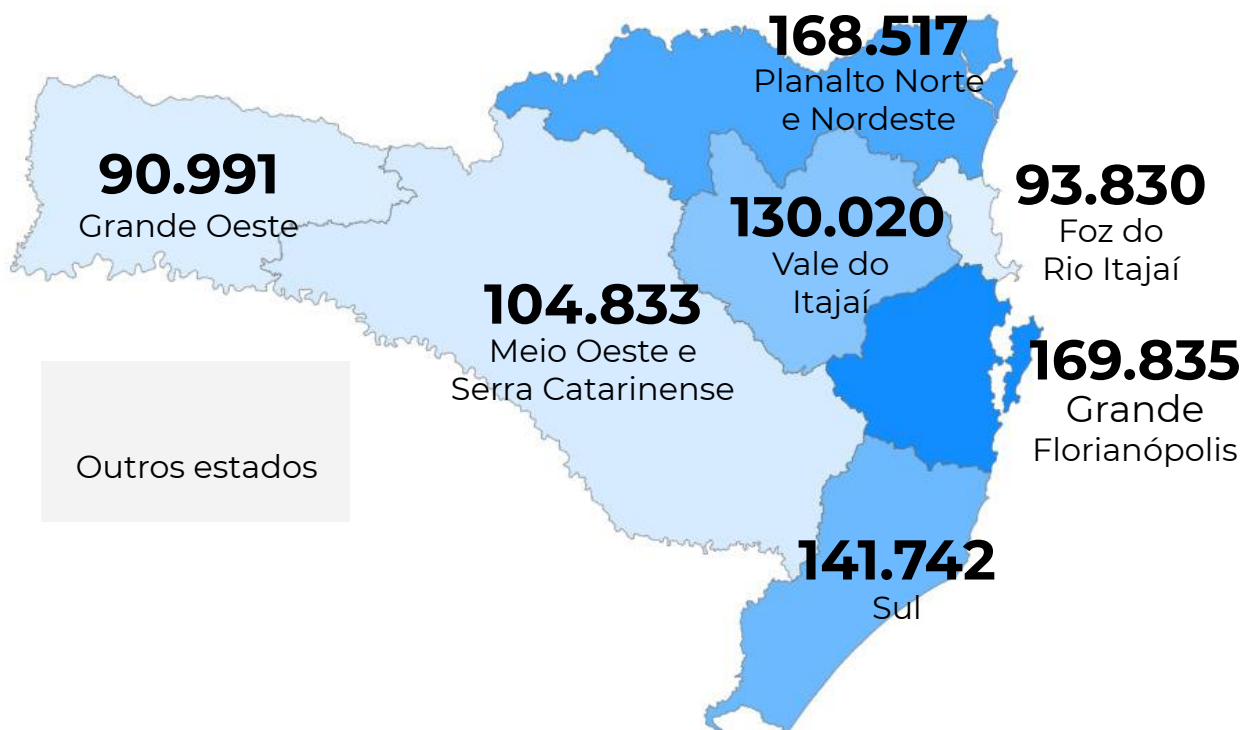 168.517
Planalto Norte
e Nordeste
90.991
Grande Oeste
93.830
Foz do
Rio Itajaí
130.020
Vale do
Itajaí
104.833
Meio Oeste e
Serra Catarinense
169.835
Grande
Florianópolis
Outros estados
141.742
Sul